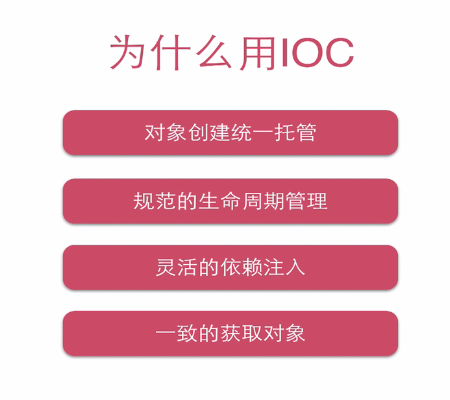 为什么用IOC
对象创建统一托管
规范的生命周期管理
灵活的依赖注入
一致的获取对象